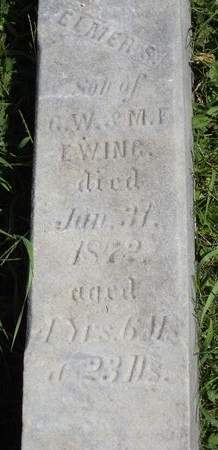 ELMER S.
Son of
G.W. & M.F.
EWING.
died
Jan. 31,
1872.
aged
Yrs. 6 Ms.
& 23 Ds.